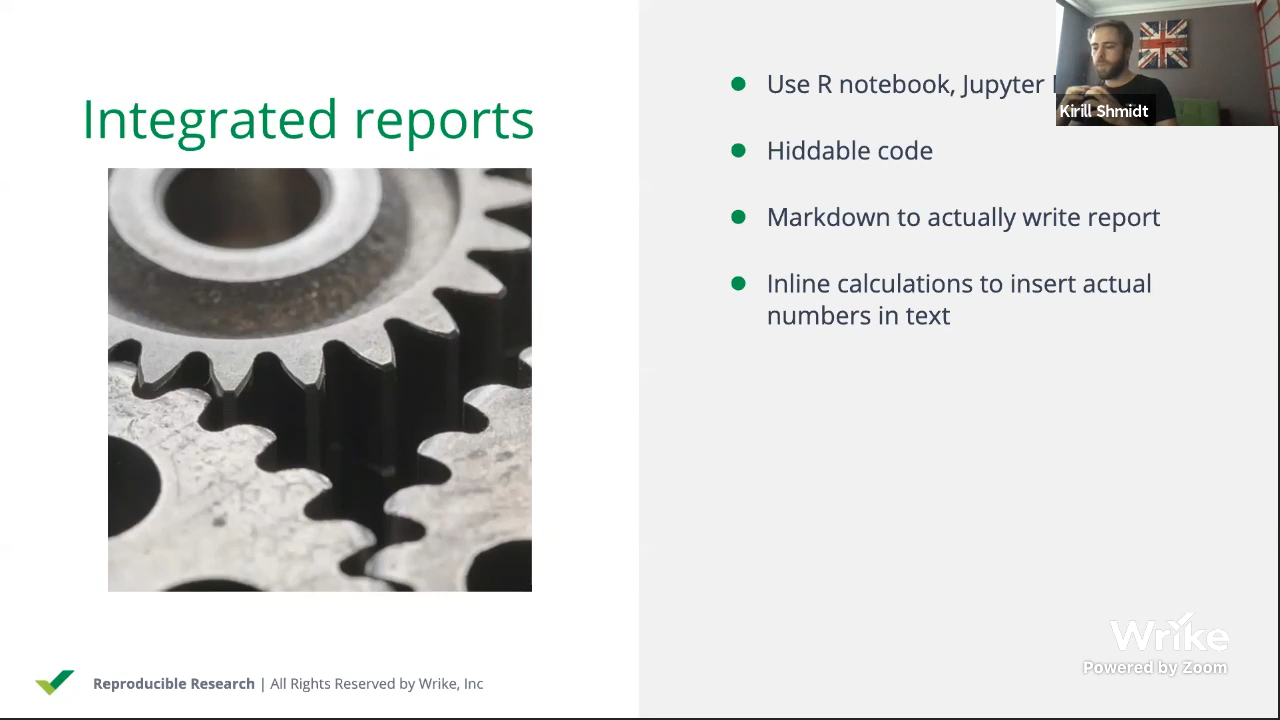 Integrated reports
Use R notebook, Jupyter
Hiddable code
Markdown to actually write report
Inline calculations to insert actual
numbers in text
Kirill Shmidt
Wrike
Powered by Zoom
Reproducible Research | All Rights Reserved by Wrike, Inc